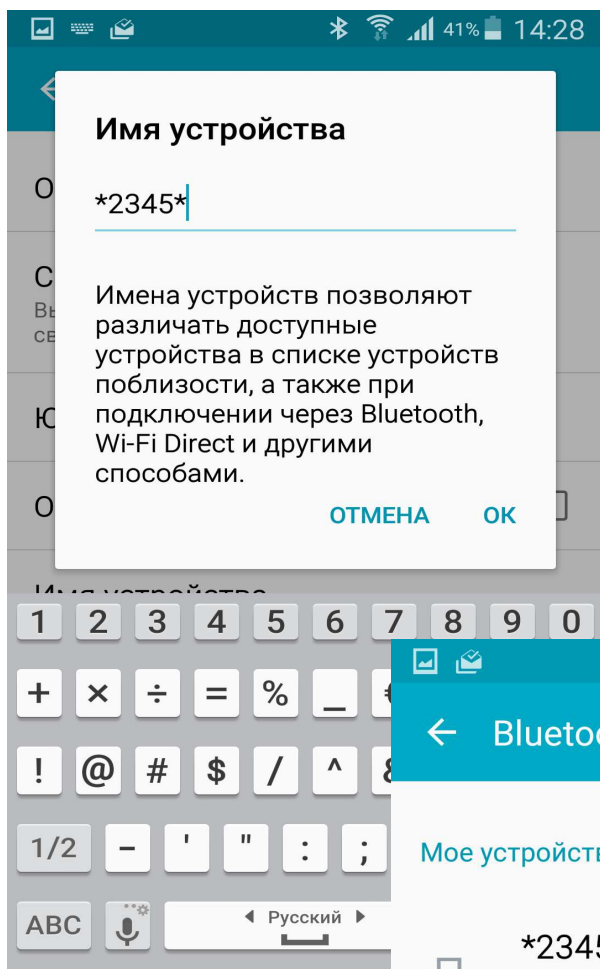 41% 14:28
Имя устройства
*2345*
Имена устройств позволяют
различать доступные
устройства в списке устройств
поблизости, а также при
подключении через Bluetooth,
Wi-Fi Direct и другими
способами.
ОТМЕНА ОК
1 2 3 4 5 6 7 8 9 0
+ × ÷ = % _
! @ # $ / ^
1/2 - ' " : ;
ABC Русский
Мое
*2345